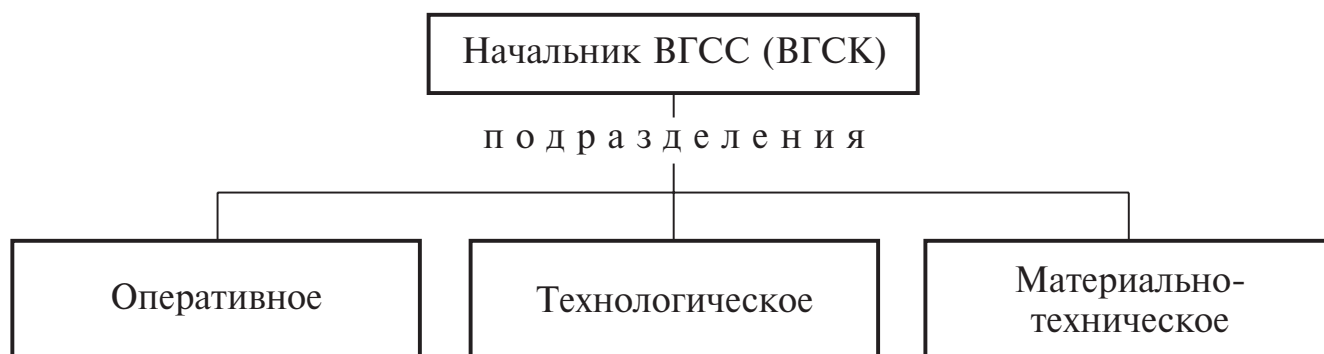 Начальник ВГСС (ВГСК)
подразделения
Оперативное
Технологическое
Материально-
техническое